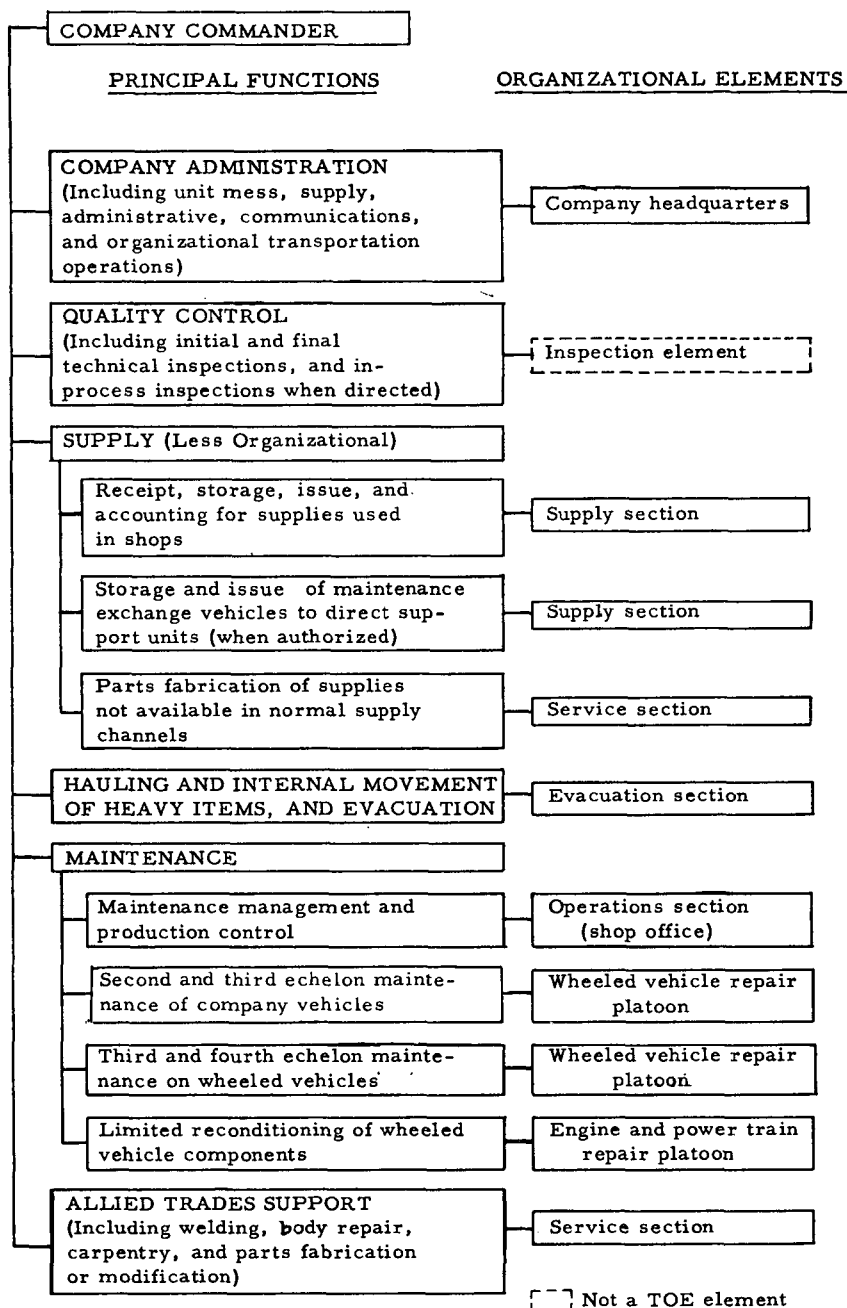 COMPANY COMMANDER
PRINCIPAL FUNCTIONS
ORGANIZATIONAL ELEMENTS
COMPANY ADMINISTRATION
(Including unit mess, supply,
administrative, communications,
and organizational transportation
operations)
Company headquarters
QUALITY CONTROL
(Including initial and final
technical inspections, and in-
process inspections when directed)
Inspection element
SUPPLY (Less Organizational)
Receipt, storage, issue, and
accounting for supplies used
in shops
Supply section
Storage and issue of maintenance
exchange vehicles to direct sup-
port units (when authorized)
Supply section
Parts fabrication of supplies
not available in normal supply
channels
Service section
HAULING AND INTERNAL MOVEMENT
OF HEAVY ITEMS, AND EVACUATION
Evacuation section
MAINTENANCE
Maintenance management and
production control
Operations section
(shop office)
Second and third echelon mainte-
nance of company vehicles
Wheeled vehicle repair
platoon
Third and fourth echelon mainte-
nance on wheeled vehicles
Wheeled vehicle repair
platoon
Limited reconditioning of wheeled
vehicle components
Engine and power train
repair platoon
ALLIED TRADES SUPPORT
(Including welding, body repair,
carpentry, and parts fabrication
or modification)
Service section
Not a TOE element